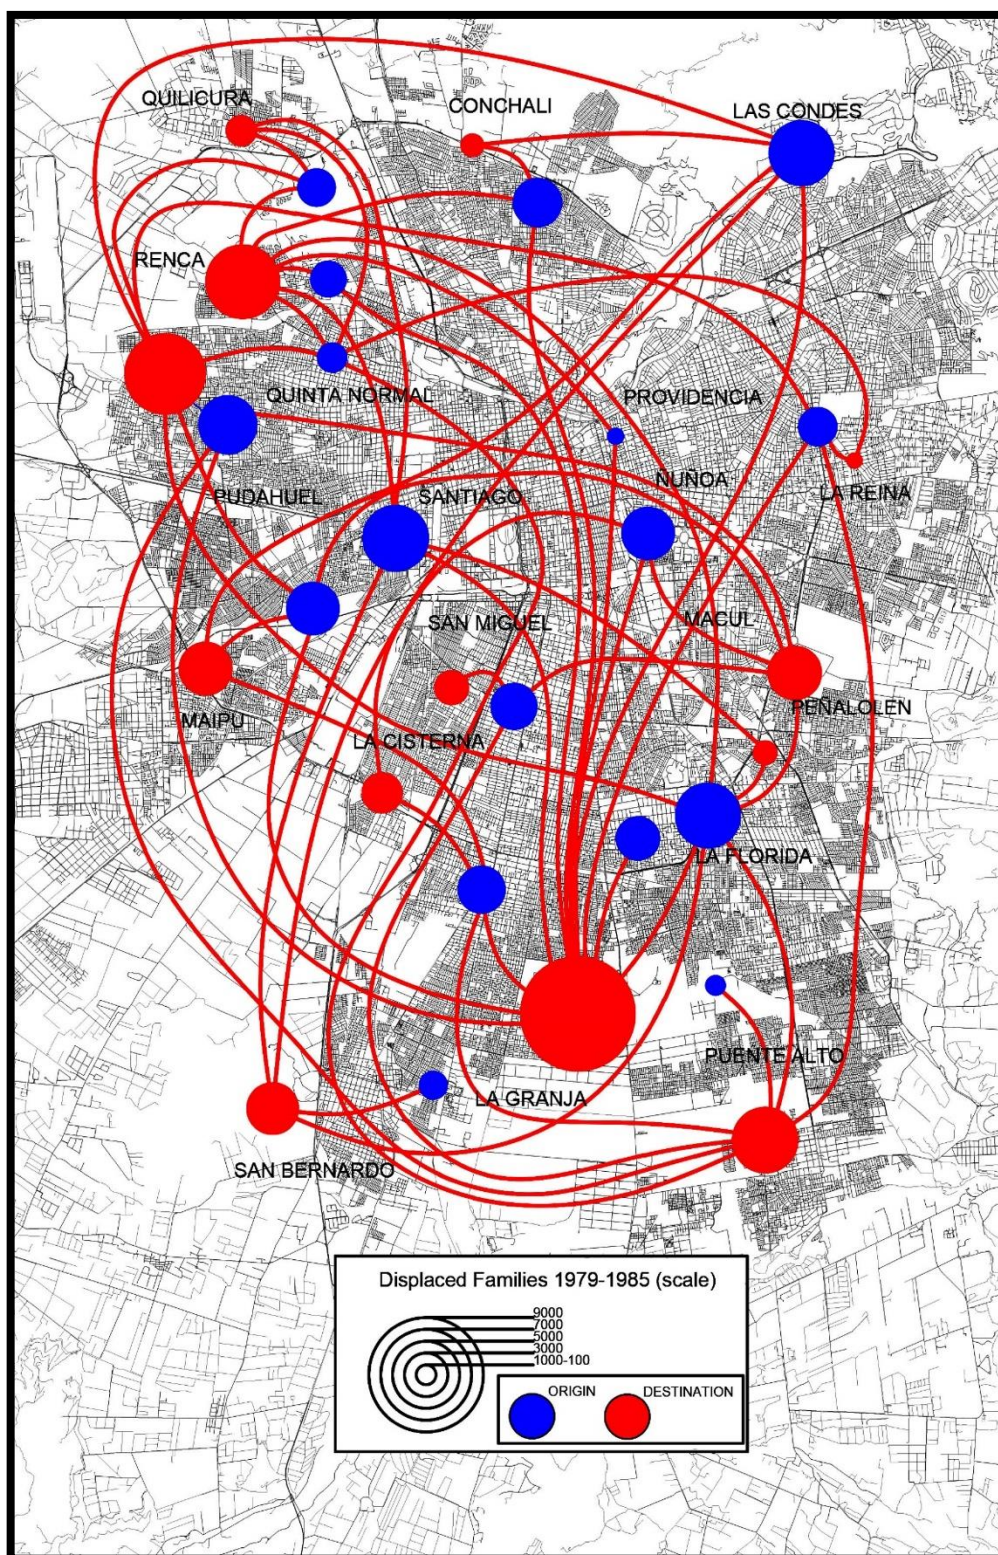 QUILICURA
CONCHALI
LAS CONDES
RENCA
QUINTA NORMAL
PROVIDENCIA
PUDAHUEL
SANTIAGO
ÑUÑOA
LA REINA
SAN MIGUEL
MACUL
MAIPU
PEÑALOLEN
LA CISTERNA
LA FLORIDA
PUENTE ALTO
LA GRANJA
SAN BERNARDO
Displaced Families 1979-1985 (scale)
9000
7000
5000
3000
1000-100
ORIGIN
DESTINATION